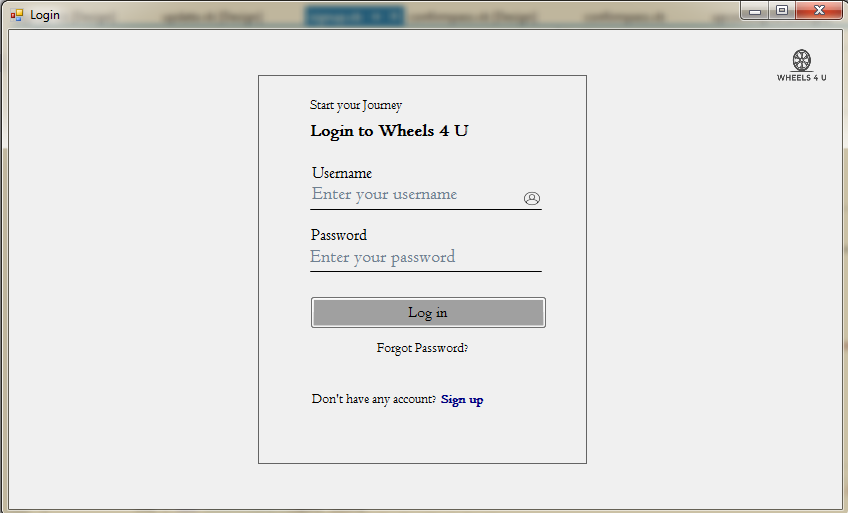 Login
WHEELS 4 U
Start your Journey
Login to Wheels 4 U
Username
Enter your username
Password
Enter your password
Log in
Forgot Password?
Don't have any account? Sign up